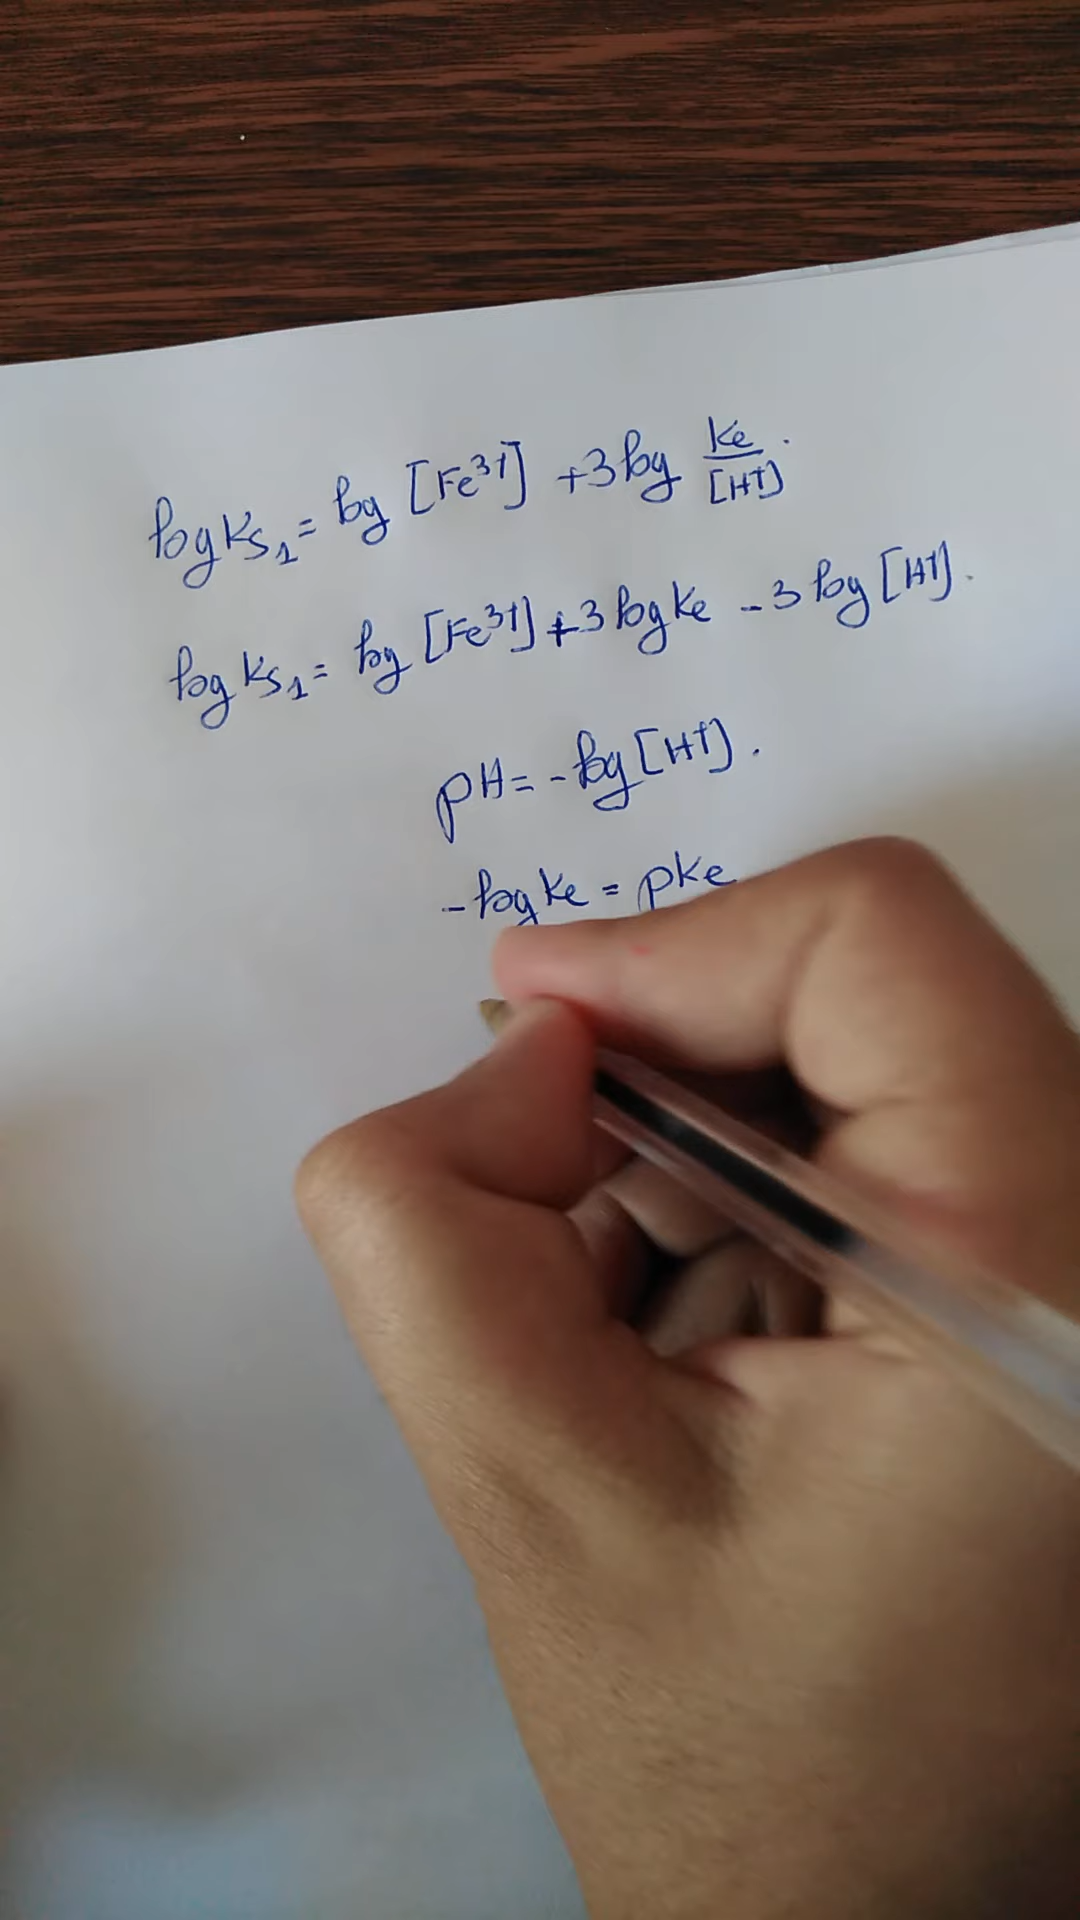 log Ks₁ = log [Fe³⁺] + 3 log Ke/[H⁺].
log Ks₁ = log [Fe³⁺] + 3 log Ke - 3 log [H⁺].
pH = - log [H⁺].
- log Ke = pKe